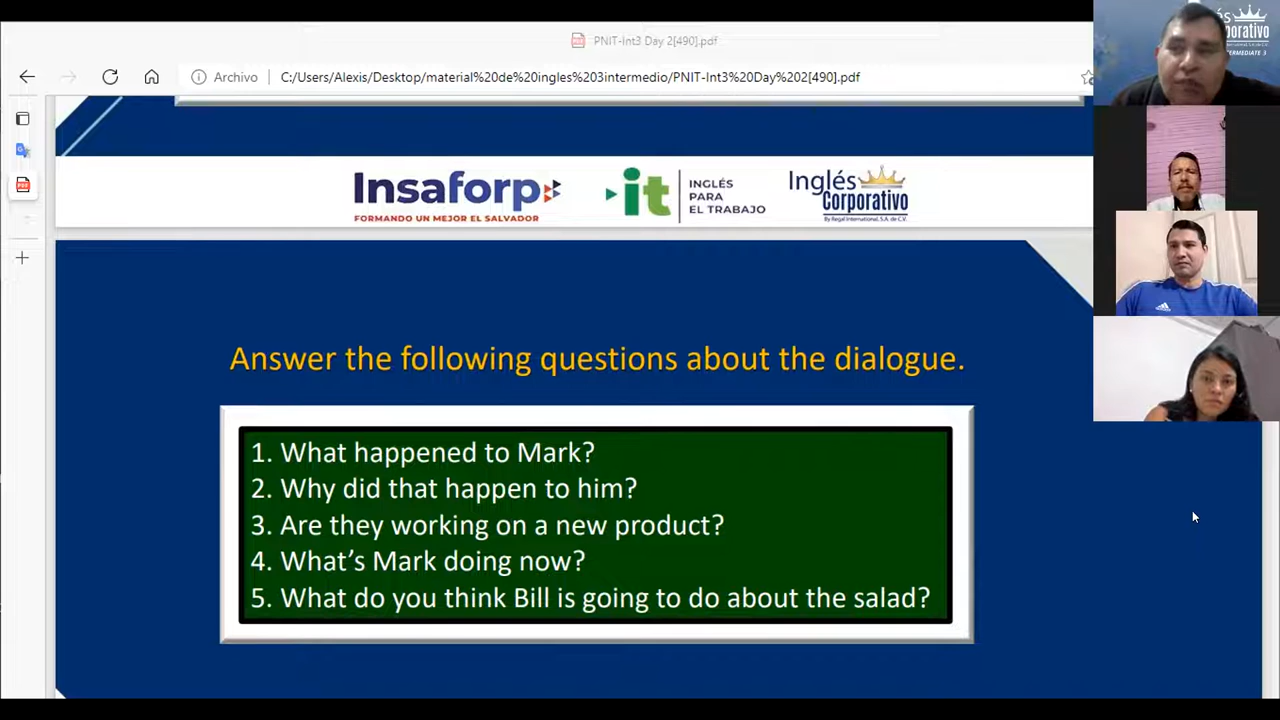 PNIT-Int3 Day 2[490].pdf
Archivo
C:/Users/Alexis/Desktop/material%20de%20ingles%203intermedio/PNIT-Int3%20Day%202[490].pdf
Insaforp
FORMANDO UN MEJOR EL SALVADOR
it
INGLÉS
PARA
EL TRABAJO
Inglés
Corporativo
By Regal International, S.A. de C.V.
Answer the following questions about the dialogue.
1. What happened to Mark?
2. Why did that happen to him?
3. Are they working on a new product?
4. What's Mark doing now?
5. What do you think Bill is going to do about the salad?